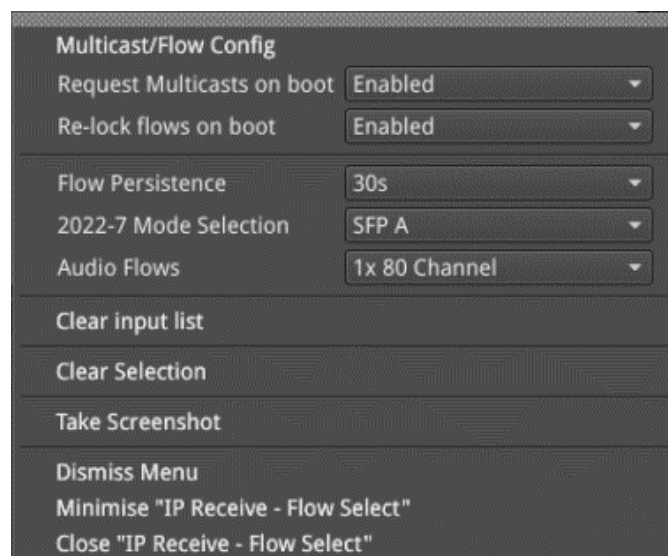 Multicast/Flow Config
Request Multicasts on boot Enabled
Re-lock flows on boot Enabled
Flow Persistence 30s
2022-7 Mode Selection SFP A
Audio Flows 1x 80 Channel
Clear input list
Clear Selection
Take Screenshot
Dismiss Menu
Minimise "IP Receive - Flow Select"
Close "IP Receive - Flow Select"